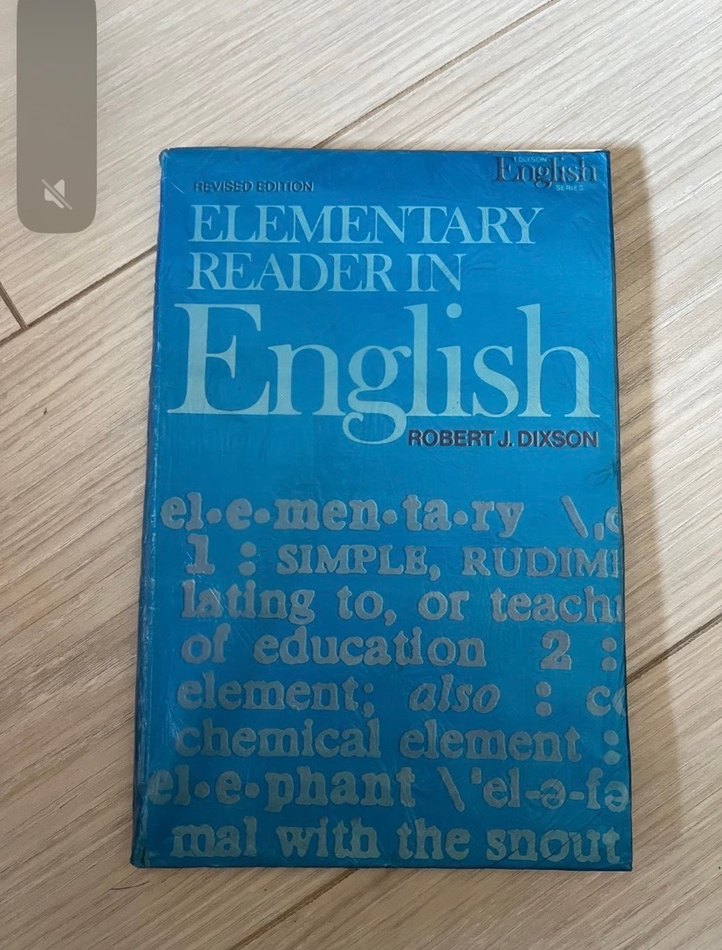 DIXSON
English
SERIES
REVISED EDITION
ELEMENTARY
READER IN
English
ROBERT J. DIXSON
el·e·men·ta·ry \,e
1 : SIMPLE, RUDIM
lating to, or teach
of education 2 :
element; also : c
chemical element :
el·e·phant \'el-ə-fə
mal with the snout